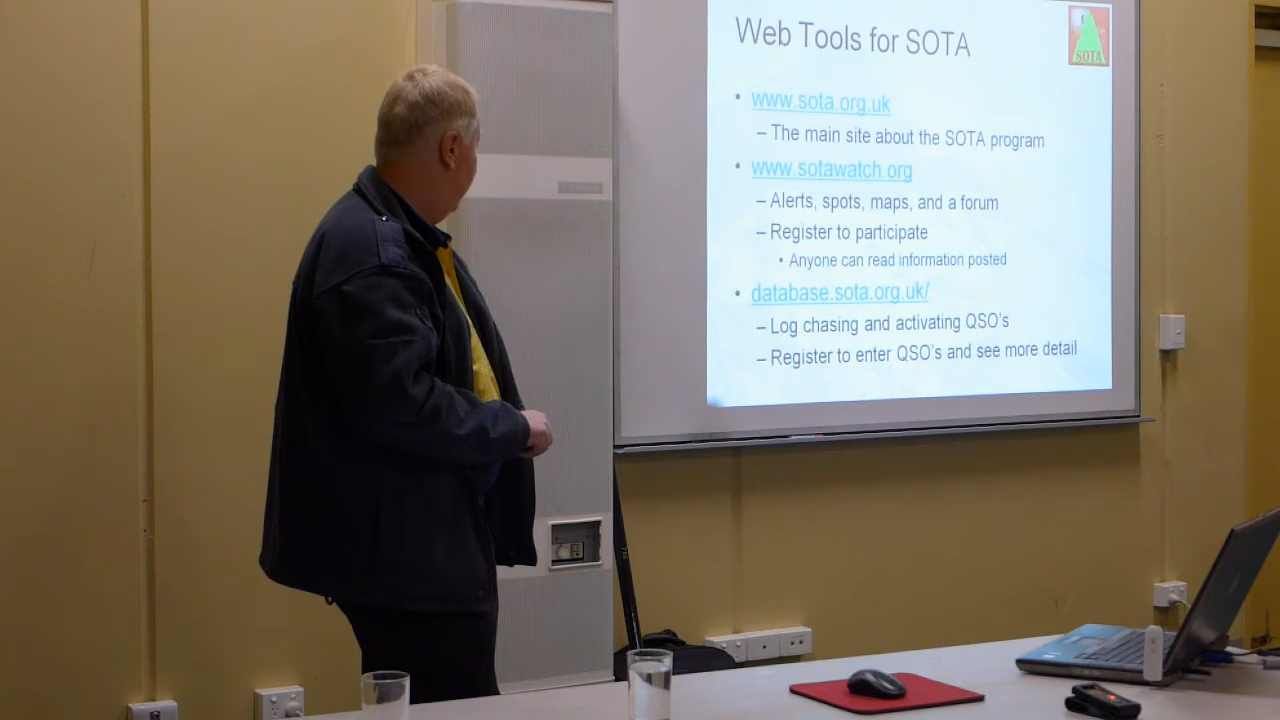 Web Tools for SOTA
SOTA
• www.sota.org.uk
– The main site about the SOTA program
• www.sotawatch.org
– Alerts, spots, maps, and a forum
– Register to participate
• Anyone can read information posted
• database.sota.org.uk/
– Log chasing and activating QSO's
– Register to enter QSO's and see more detail